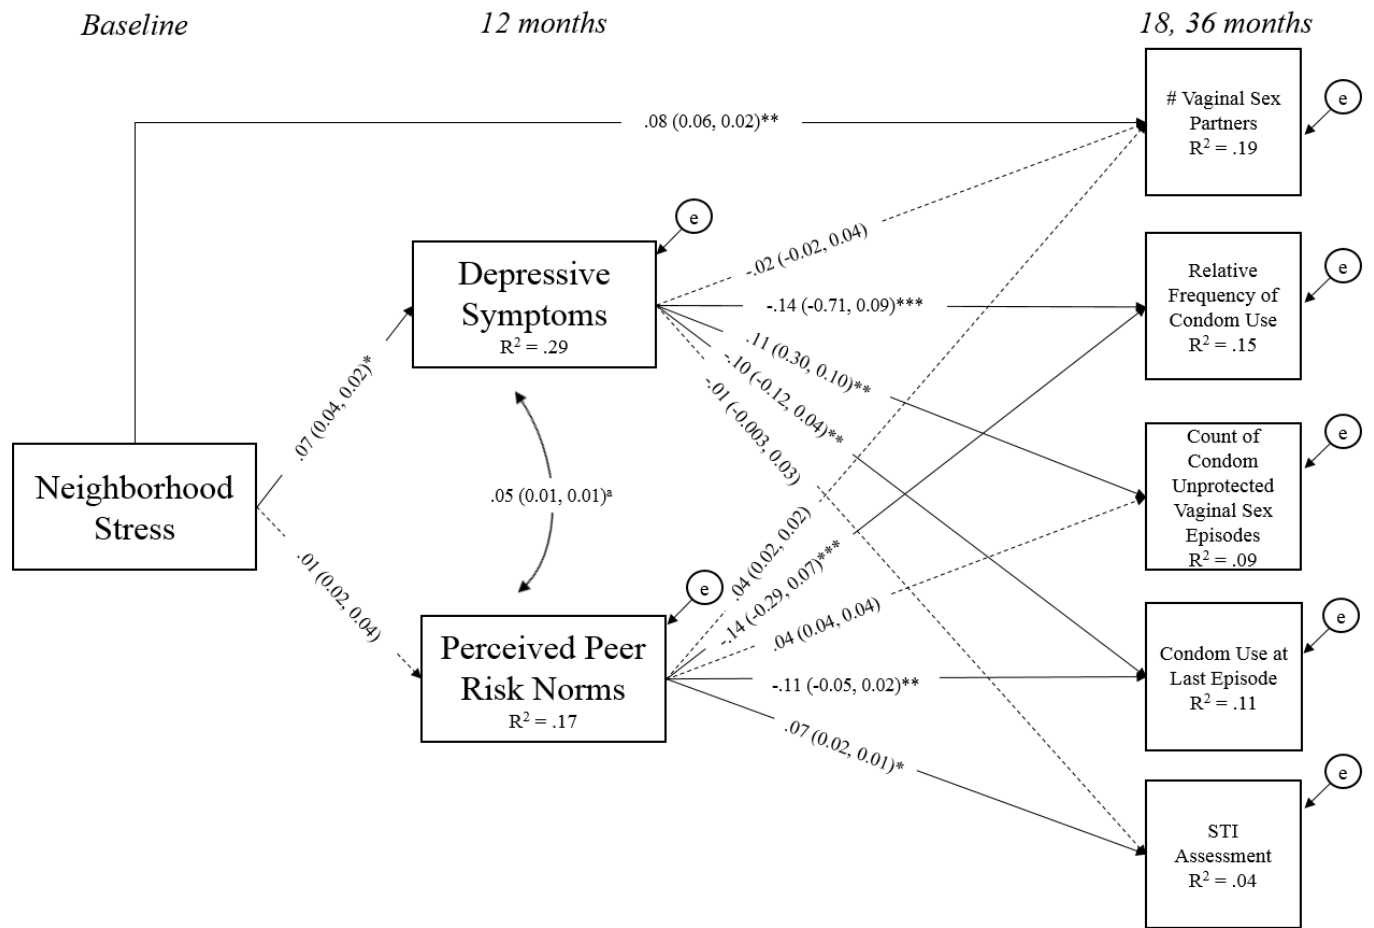 Baseline
12 months
18, 36 months
# Vaginal Sex
Partners
R² = .19
e
.08 (0.06, 0.02)**
e
Depressive
Symptoms
R² = .29
-.02 (-0.02, 0.04)
-.14 (-0.71, 0.09)***
.11 (0.30, 0.10)**
-.10 (-0.12, 0.04)**
-.01 (-0.003, 0.03)
Relative
Frequency of
Condom Use
R² = .15
e
.07 (0.04, 0.02)*
Neighborhood
Stress
.05 (0.01, 0.01)ª
.01 (0.02, 0.04)
Count of
Condom
Unprotected
Vaginal Sex
Episodes
R² = .09
e
e
Perceived Peer
Risk Norms
R² = .17
.04 (0.02, 0.02)
-.14 (-0.29, 0.07)***
.04 (0.04, 0.04)
-.11 (-0.05, 0.02)**
.07 (0.02, 0.01)*
Condom Use at
Last Episode
R² = .11
e
STI
Assessment
R² = .04
e